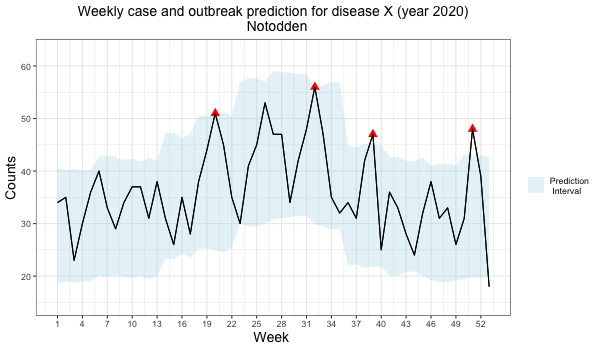 Weekly case and outbreak prediction for disease X (year 2020)
Notodden
Counts
60
50
40
30
20
1 4 7 10 13 16 19 22 25 28 31 34 37 40 43 46 49 52
Week
Prediction
Interval